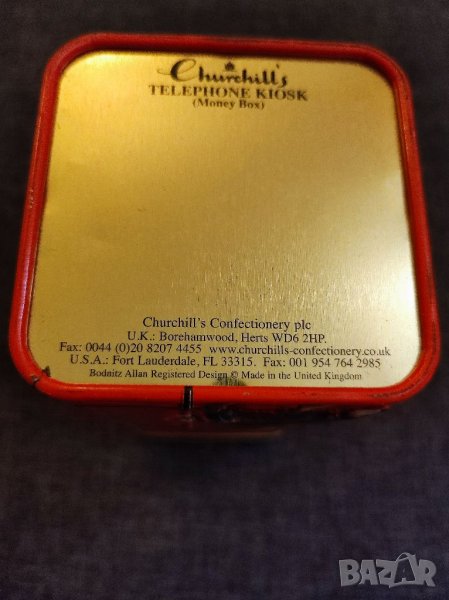 Churchill's
TELEPHONE KIOSK
(Money Box)
Churchill's Confectionery plc
U.K.: Borehamwood, Herts WD6 2HP.
Fax: 0044 (0)20 8207 4455 www.churchills-confectionery.co.uk
U.S.A.: Fort Lauderdale, FL 33315. Fax: 001 954 764 2985
Bodnitz Allan Registered Design © Made in the United Kingdom
BAZAR